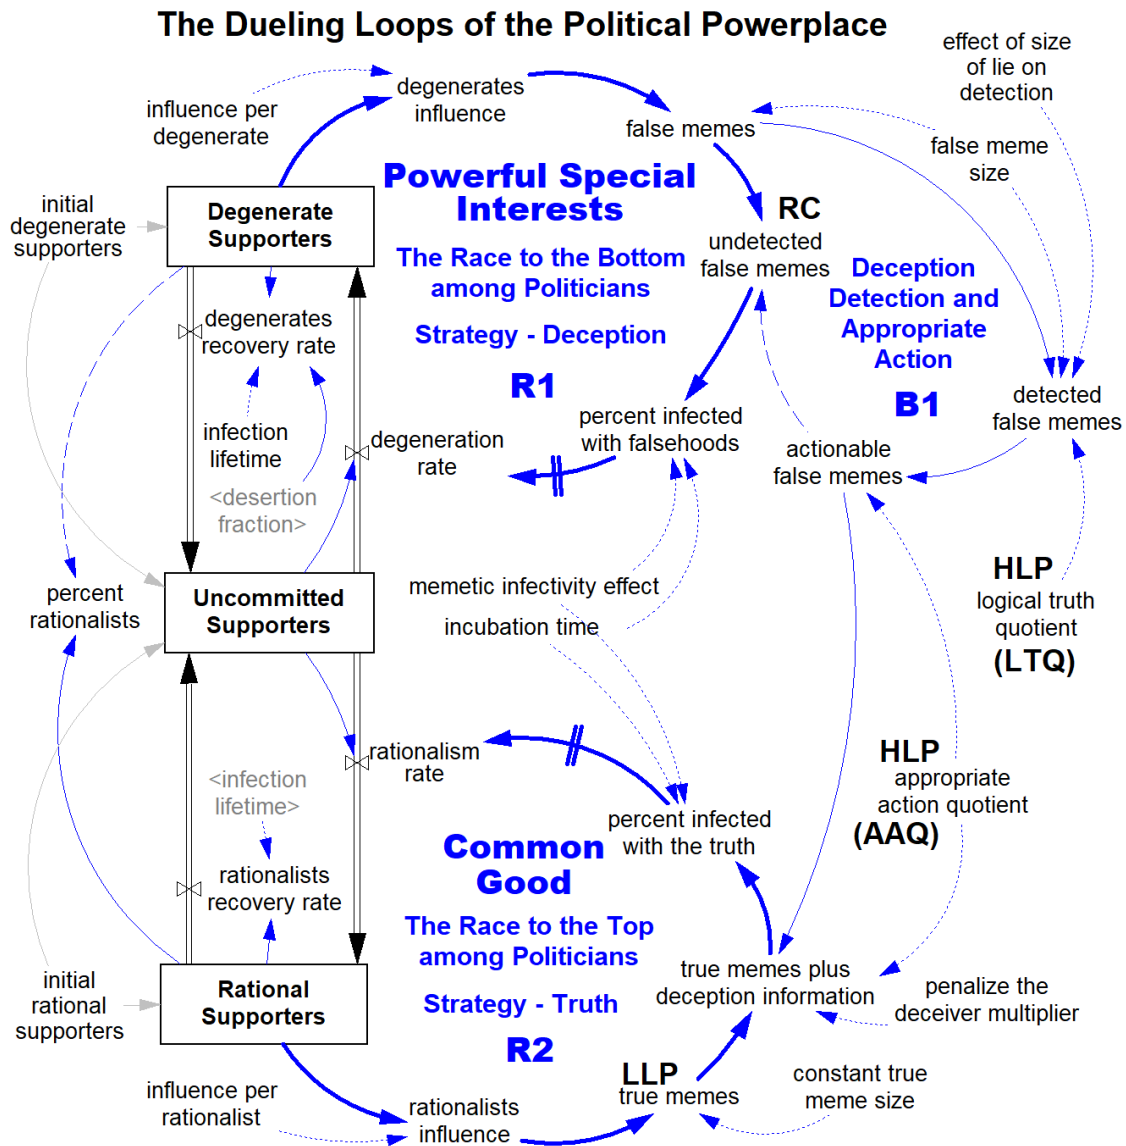 The Dueling Loops of the Political Powerplace
effect of size
of lie on
detection
degenerates
influence
influence per
degenerate
false memes
false meme
size
Powerful Special
Interests
RC
initial
degenerate
supporters
Degenerate
Supporters
undetected
false memes
The Race to the Bottom
among Politicians
Deception
Detection and
Appropriate
Action
degenerates
recovery rate
Strategy - Deception
R1
B1
detected
false memes
percent infected
with falsehoods
infection
lifetime
degeneration
rate
actionable
false memes
<desertion
fraction>
HLP
logical truth
quotient
(LTQ)
memetic infectivity effect
incubation time
percent
rationalists
Uncommitted
Supporters
rationalism
rate
HLP
appropriate
action quotient
(AAQ)
<infection
lifetime>
percent infected
with the truth
Common
Good
rationalists
recovery rate
The Race to the Top
among Politicians
initial
rational
supporters
Rational
Supporters
Strategy - Truth
true memes plus
deception information
penalize the
deceiver multiplier
R2
LLP
true memes
constant true
meme size
influence per
rationalist
rationalists
influence